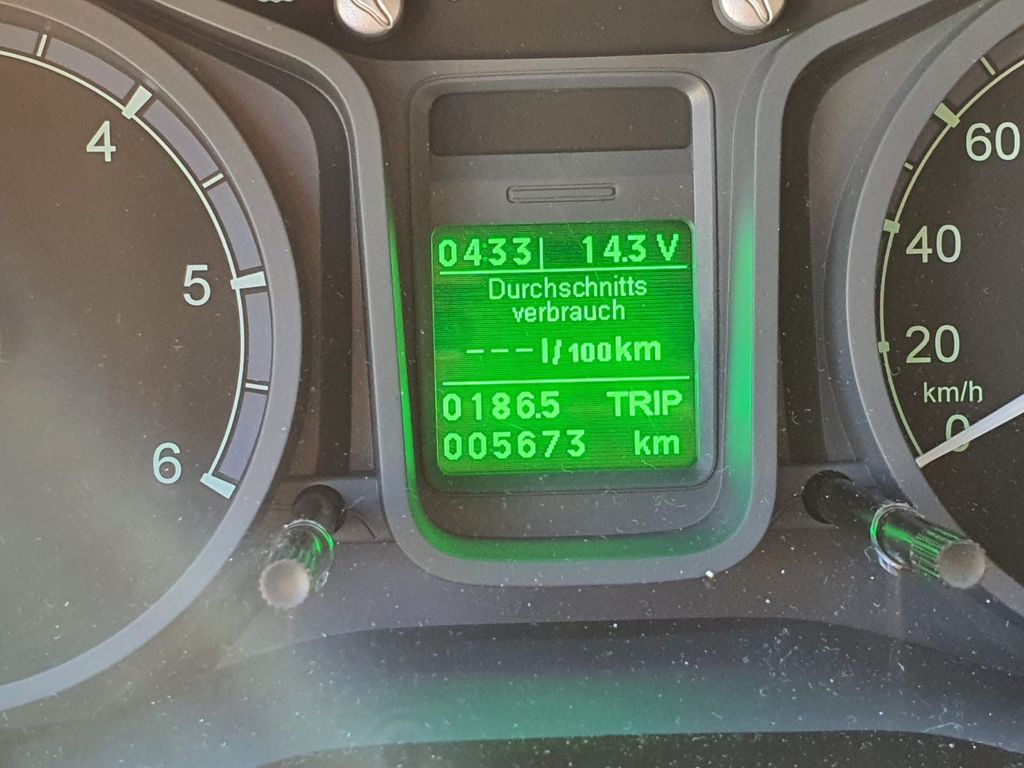 4
5
6
0433| 14.3 V
Durchschnitts
verbrauch
---l/100km
0186.5 TRIP
005673 km
60
40
20
km/h
0